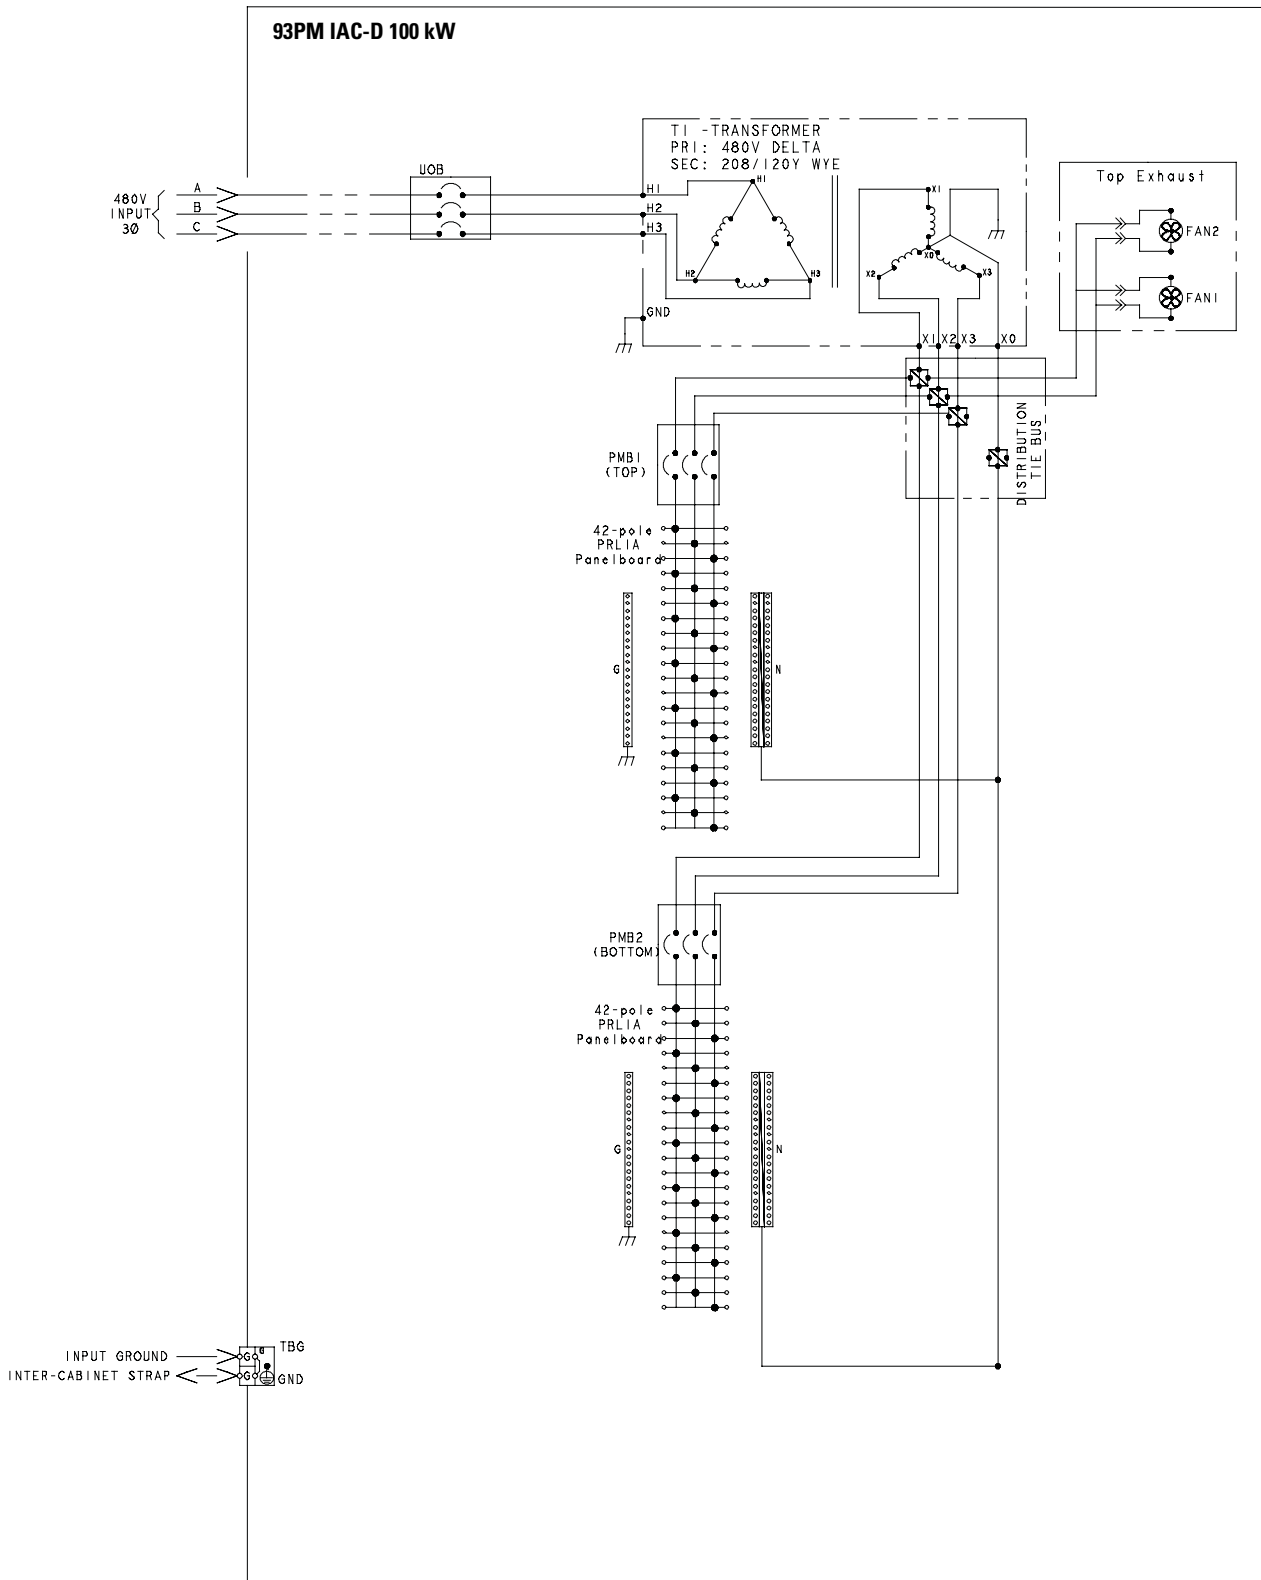 93PM IAC-D 100 kW
T1 -TRANSFORMER
PRI: 480V DELTA
SEC: 208/120Y WYE
UOB
480V
INPUT
3Ø
A
B
C
H1
H2
H3
H1
H2
H3
X1
X0
X2
X3
GND
X1
X2
X3
X0
Top Exhaust
FAN2
FAN1
DISTRIBUTION
TIE BUS
PMB1
(TOP)
42-pole
PRL1A
Panelboard
G
N
PMB2
(BOTTOM)
42-pole
PRL1A
Panelboard
G
N
INPUT GROUND
INTER-CABINET STRAP
G
G
G
TBG
GND